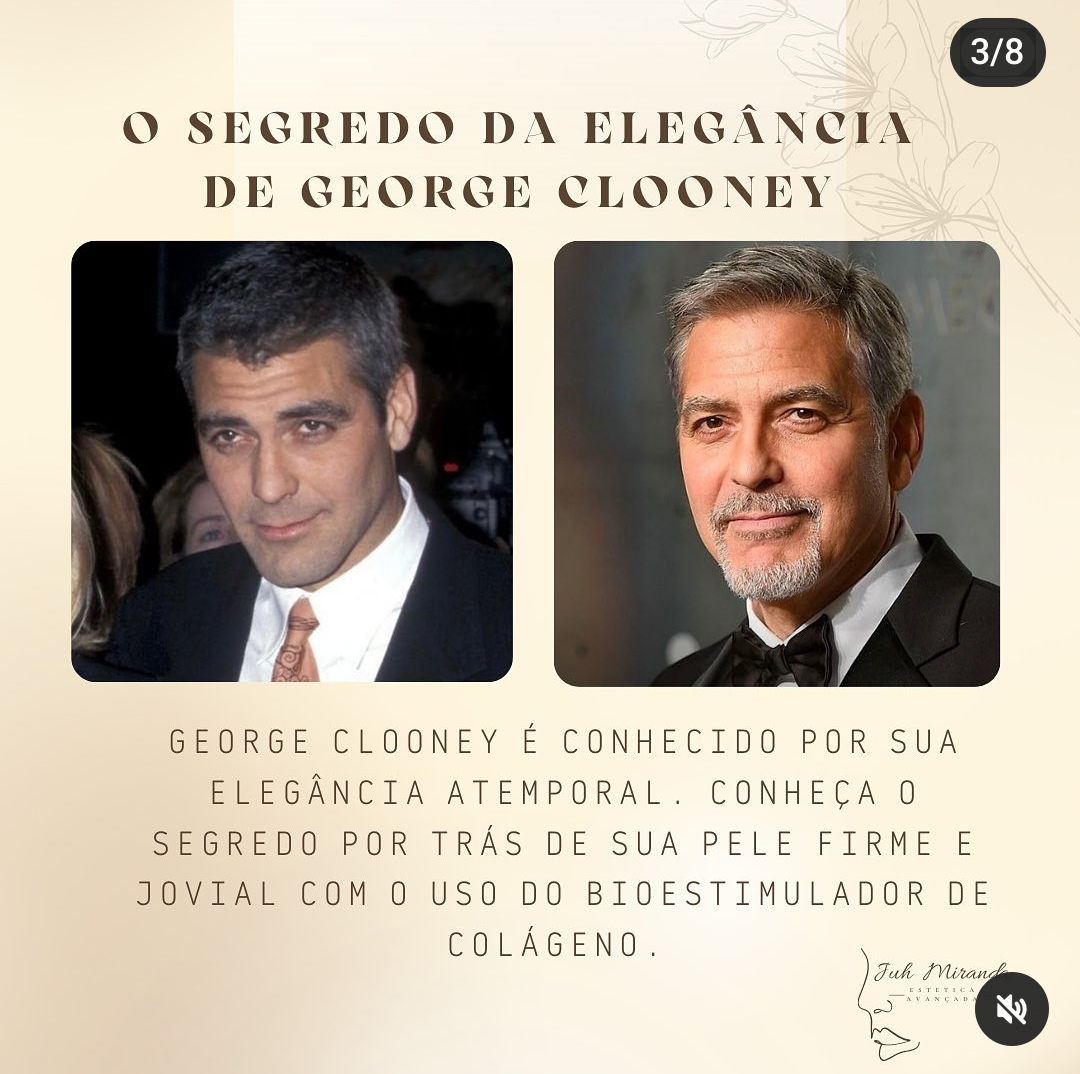 3/8
O SEGREDO DA ELEGÂNCIA
DE GEORGE CLOONEY
GEORGE CLOONEY É CONHECIDO POR SUA
ELEGÂNCIA ATEMPORAL. CONHEÇA O
SEGREDO POR TRÁS DE SUA PELE FIRME E
JOVIAL COM O USO DO BIOESTIMULADOR DE
COLÁGENO.
Juh Miranda
ESTETICA
AVANÇADA